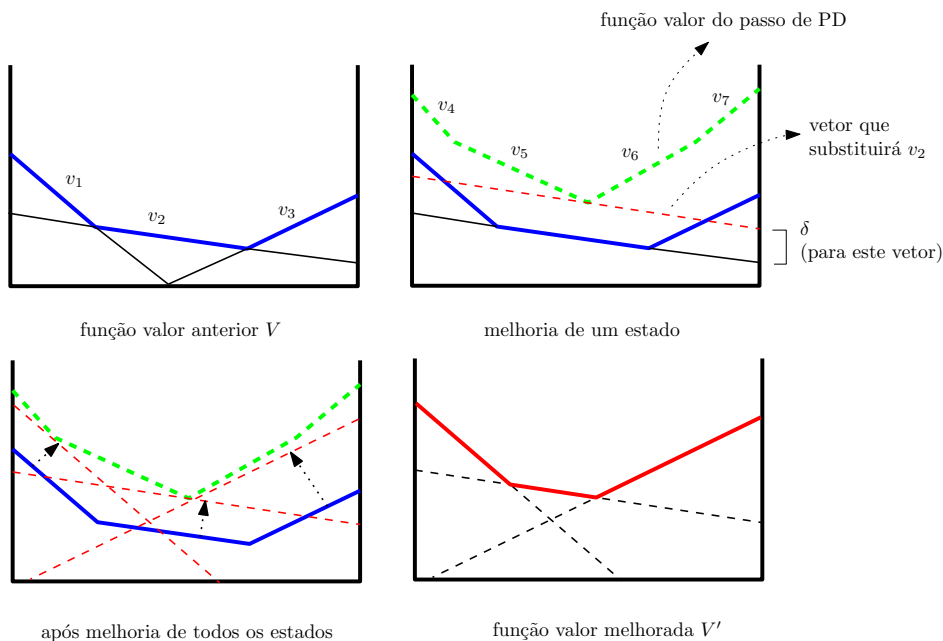 função valor do passo de PD
v1
v2
v3
v4
v5
v6
v7
vetor que
substituirá v2
δ
(para este vetor)
função valor anterior V
melhoria de um estado
após melhoria de todos os estados
função valor melhorada V′